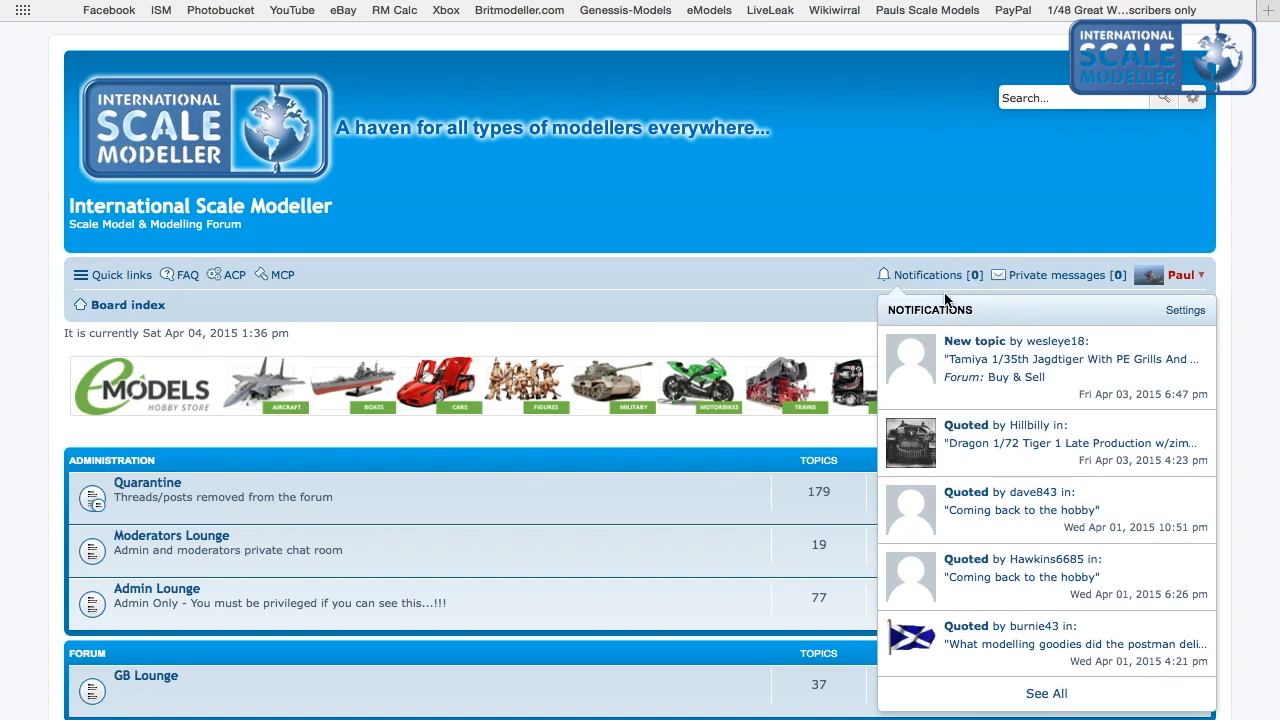 Facebook ISM Photobucket YouTube eBay RM Calc Xbox Britmodeller.com Genessis-Models eModels LiveLeak Wikiwirral Pauls Scale Models PayPal 1/48 Great W...scribers only
INTERNATIONAL
SCALE
MODELLER
Search...
INTERNATIONAL
SCALE
MODELLER
A haven for all types of modellers everywhere...
International Scale Modeller
Scale Model & Modelling Forum
Quick links FAQ ACP MCP
Notifications [0] Private messages [0] Paul
Board index
It is currently Sat Apr 04, 2015 1:36 pm
eMODELS
HOBBY STORE
AIRCRAFT BOATS CARS FIGURES MILITARY MOTORBIKES TRAINS
ADMINISTRATION TOPICS
Quarantine
Threads/posts removed from the forum
179
Moderators Lounge
Admin and moderators private chat room
19
Admin Lounge
Admin Only - You must be privileged if you can see this...!!!
77
FORUM TOPICS
GB Lounge
37
NOTIFICATIONS Settings
New topic by wesleye18:
"Tamiya 1/35th Jagdtiger With PE Grills And ...
Forum: Buy & Sell
Fri Apr 03, 2015 6:47 pm
Quoted by Hillbilly in:
"Dragon 1/72 Tiger 1 Late Production w/zim...
Fri Apr 03, 2015 4:23 pm
Quoted by dave843 in:
"Coming back to the hobby"
Wed Apr 01, 2015 10:51 pm
Quoted by Hawkins6685 in:
"Coming back to the hobby"
Wed Apr 01, 2015 6:26 pm
Quoted by burnie43 in:
"What modelling goodies did the postman deli...
Wed Apr 01, 2015 4:21 pm
See All